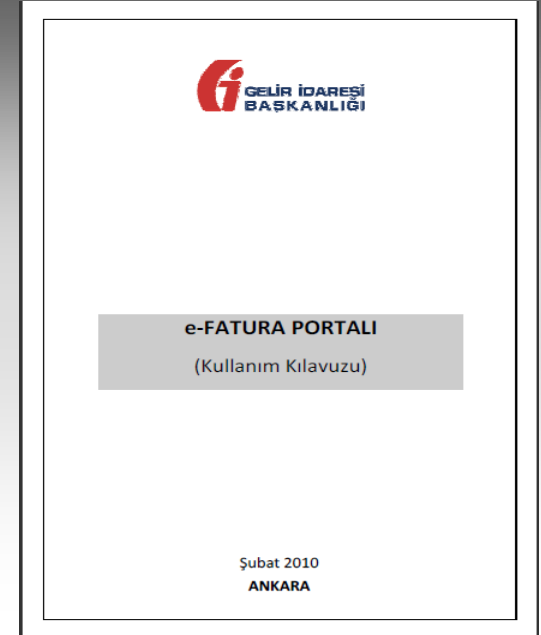 GELİR İDARESİ
BAŞKANLIĞI
e-FATURA PORTALI
(Kullanım Kılavuzu)
Şubat 2010
ANKARA